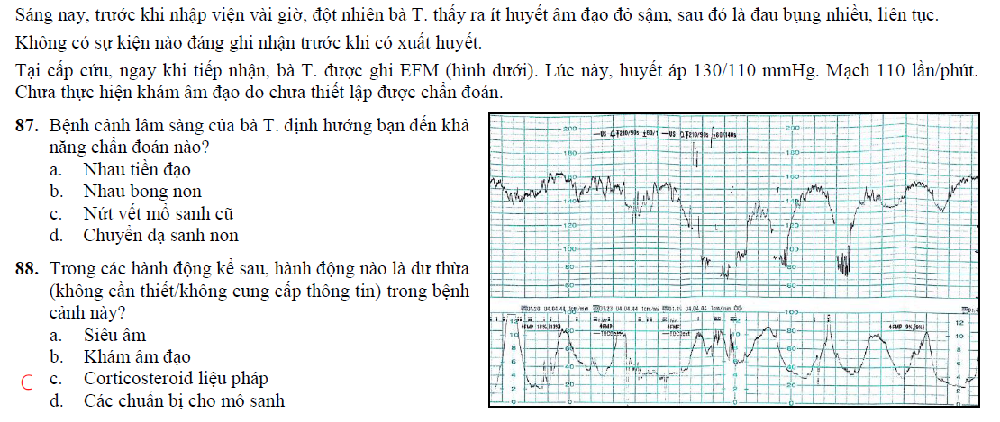 Sáng nay, trước khi nhập viện vài giờ, đột nhiên bà T. thấy ra ít huyết âm đạo đỏ sậm, sau đó là đau bụng nhiều, liên tục.
Không có sự kiện nào đáng ghi nhận trước khi có xuất huyết.
Tại cấp cứu, ngay khi tiếp nhận, bà T. được ghi EFM (hình dưới). Lúc này, huyết áp 130/110 mmHg. Mạch 110 lần/phút.
Chưa thực hiện khám âm đạo do chưa thiết lập được chẩn đoán.
87. Bệnh cảnh lâm sàng của bà T. định hướng bạn đến khả
năng chẩn đoán nào?
a. Nhau tiền đạo
b. Nhau bong non
c. Nứt vết mổ sanh cũ
d. Chuyển dạ sanh non
88. Trong các hành động kể sau, hành động nào là dư thừa
(không cần thiết/không cung cấp thông tin) trong bệnh
cảnh này?
a. Siêu âm
b. Khám âm đạo
C c. Corticosteroid liệu pháp
d. Các chuẩn bị cho mổ sanh
200 200
180 180
160 160
140 140
120 120
100 100
80 80
60 60
100 100 12
80 80 10
60 8
40 40 6
20 20 4
0 0 2